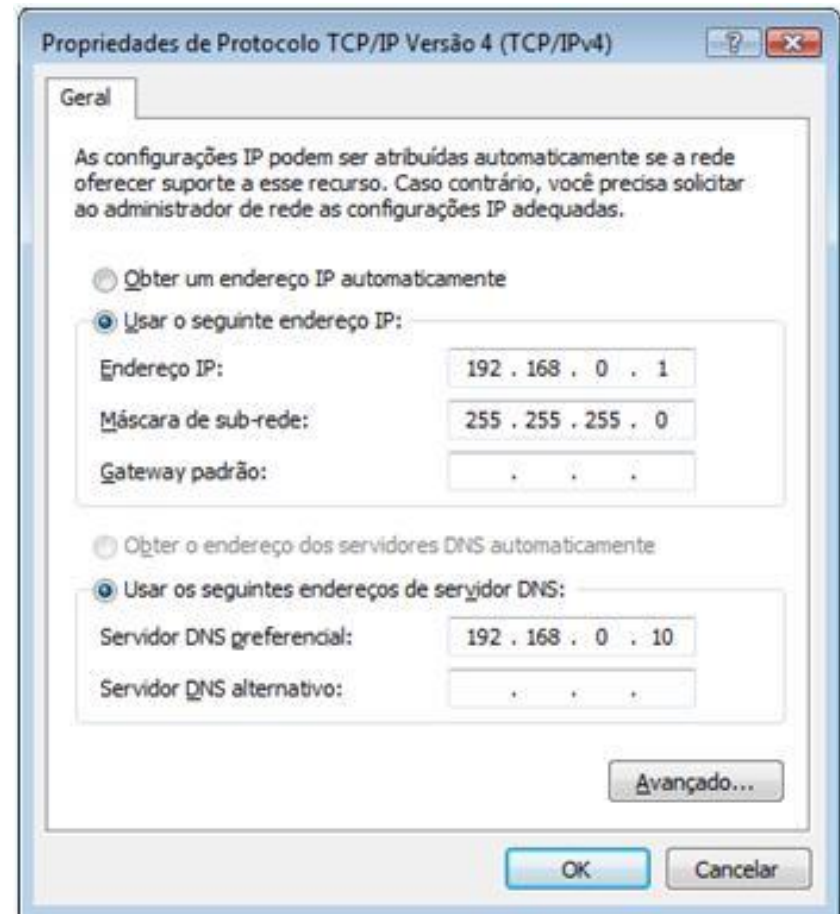 Propriedades de Protocolo TCP/IP Versão 4 (TCP/IPv4)
?
Geral
As configurações IP podem ser atribuídas automaticamente se a rede
oferecer suporte a esse recurso. Caso contrário, você precisa solicitar
ao administrador de rede as configurações IP adequadas.
Obter um endereço IP automaticamente
Usar o seguinte endereço IP:
Endereço IP: 192 . 168 . 0 . 1
Máscara de sub-rede: 255 . 255 . 255 . 0
Gateway padrão: . . .
Obter o endereço dos servidores DNS automaticamente
Usar os seguintes endereços de servidor DNS:
Servidor DNS preferencial: 192 . 168 . 0 . 10
Servidor DNS alternativo: . . .
Avançado...
OK Cancelar